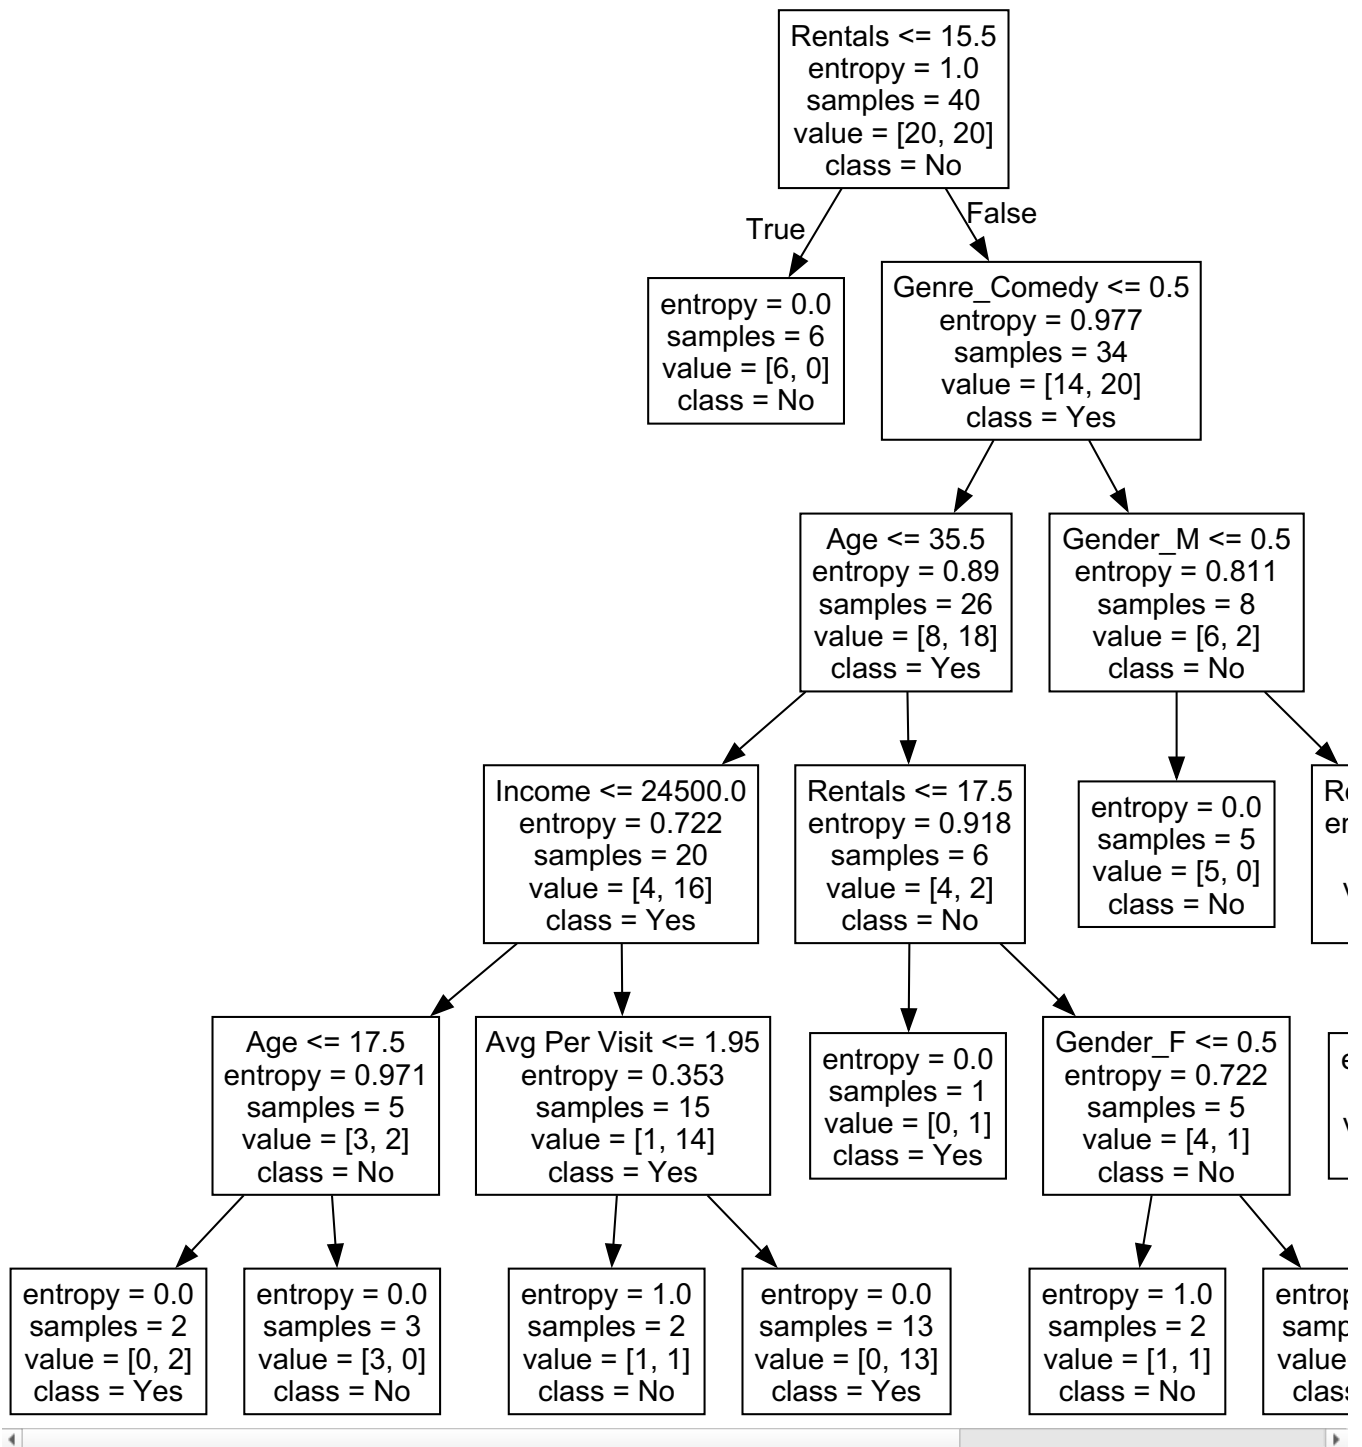 Rentals <= 15.5
entropy = 1.0
samples = 40
value = [20, 20]
class = No
True
False
entropy = 0.0
samples = 6
value = [6, 0]
class = No
Genre_Comedy <= 0.5
entropy = 0.977
samples = 34
value = [14, 20]
class = Yes
Age <= 35.5
entropy = 0.89
samples = 26
value = [8, 18]
class = Yes
Gender_M <= 0.5
entropy = 0.811
samples = 8
value = [6, 2]
class = No
Income <= 24500.0
entropy = 0.722
samples = 20
value = [4, 16]
class = Yes
Rentals <= 17.5
entropy = 0.918
samples = 6
value = [4, 2]
class = No
entropy = 0.0
samples = 5
value = [5, 0]
class = No
Age <= 17.5
entropy = 0.971
samples = 5
value = [3, 2]
class = No
Avg Per Visit <= 1.95
entropy = 0.353
samples = 15
value = [1, 14]
class = Yes
entropy = 0.0
samples = 1
value = [0, 1]
class = Yes
Gender_F <= 0.5
entropy = 0.722
samples = 5
value = [4, 1]
class = No
entropy = 0.0
samples = 2
value = [0, 2]
class = Yes
entropy = 0.0
samples = 3
value = [3, 0]
class = No
entropy = 1.0
samples = 2
value = [1, 1]
class = No
entropy = 0.0
samples = 13
value = [0, 13]
class = Yes
entropy = 1.0
samples = 2
value = [1, 1]
class = No
value